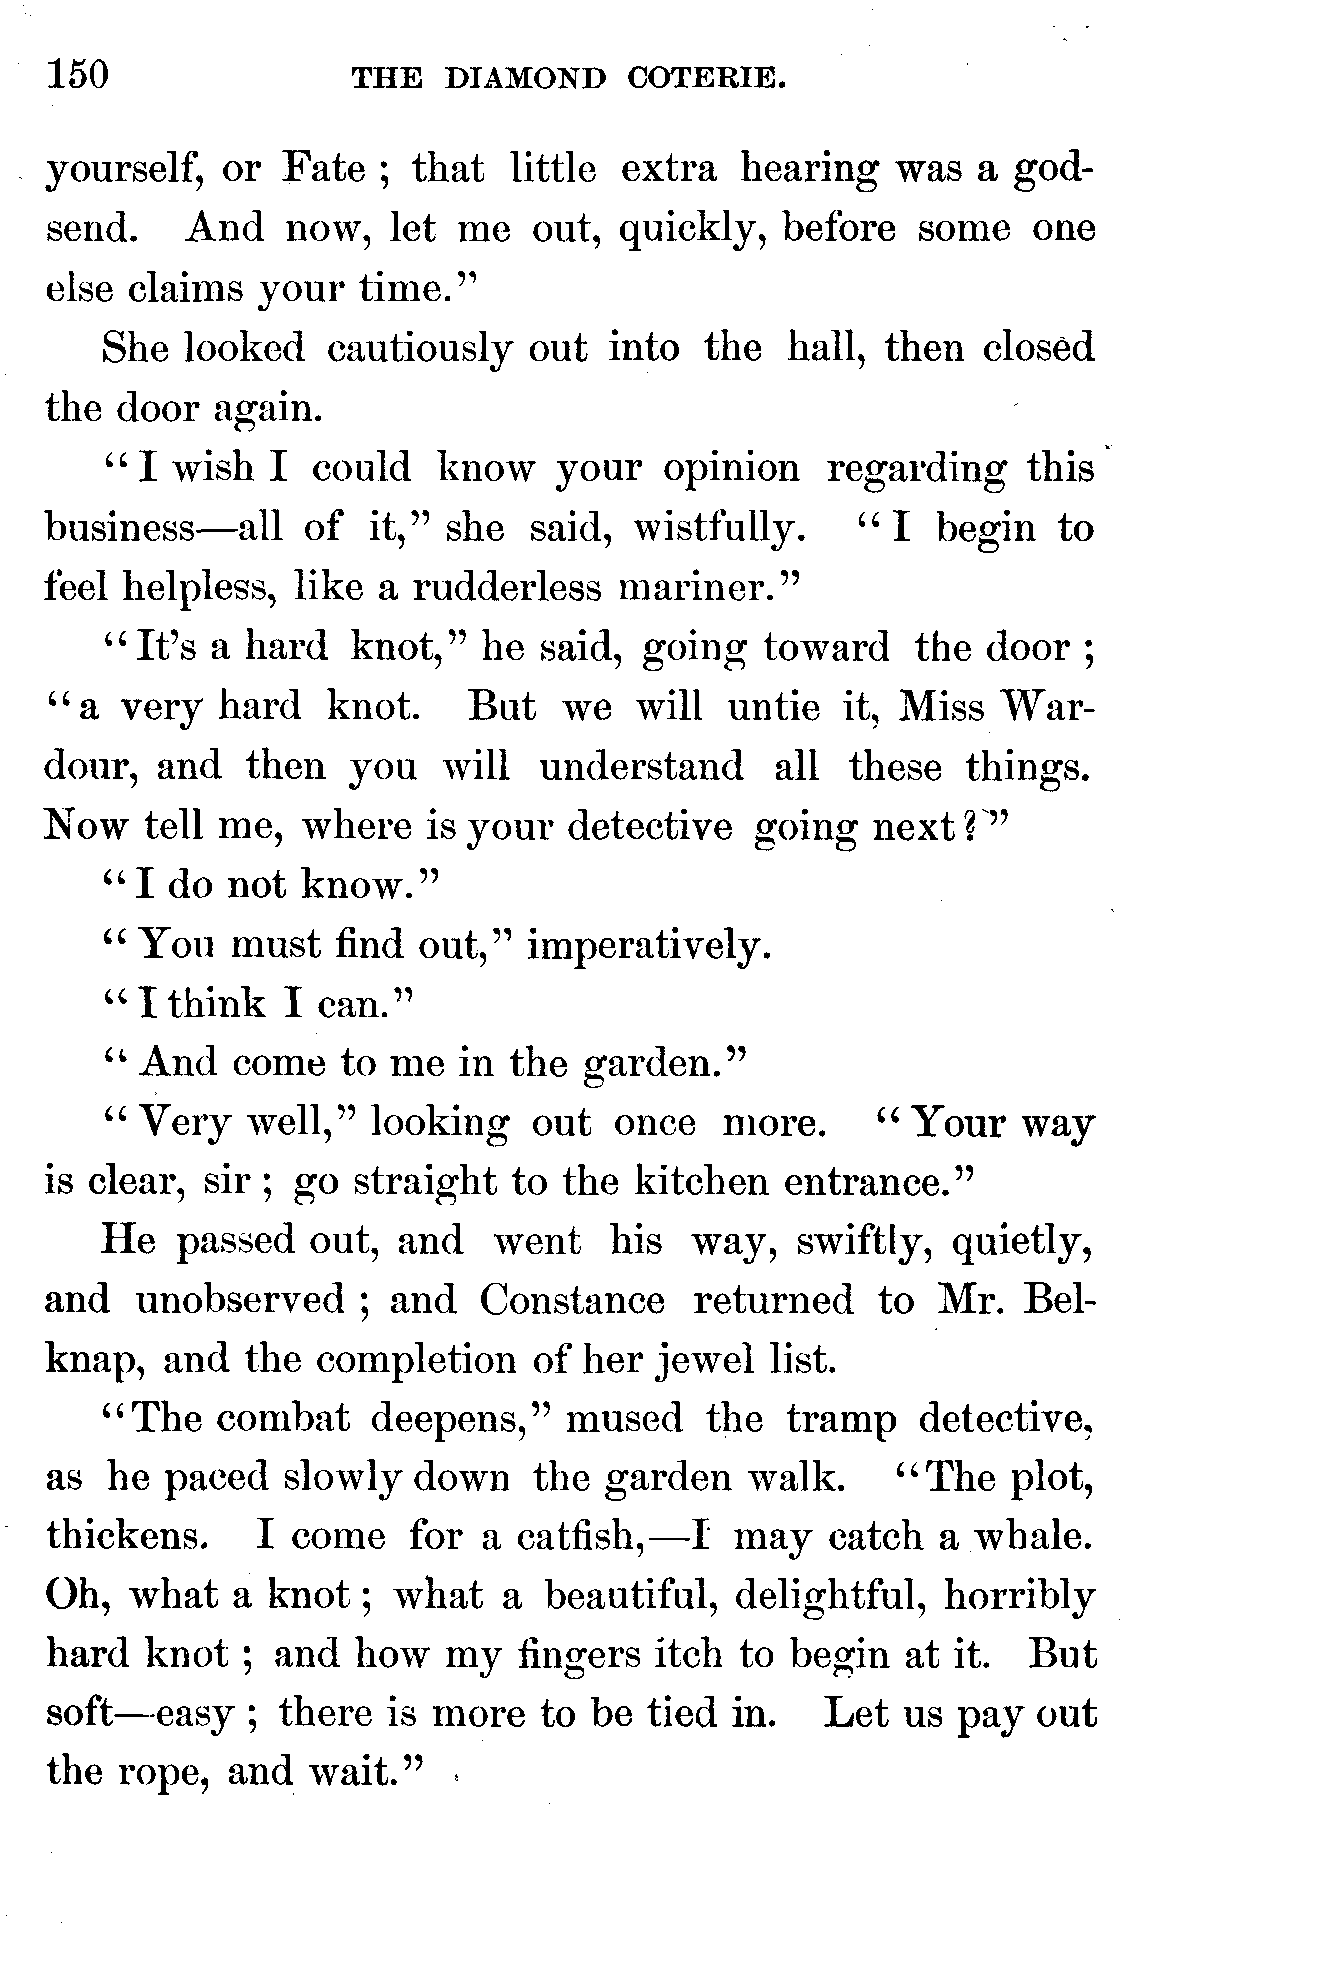 150 THE DIAMOND COTERIE.
yourself, or Fate ; that little extra hearing was a god-
send. And now, let me out, quickly, before some one
else claims your time.”
She looked cautiously out into the hall, then closed
the door again.
“ I wish I could know your opinion regarding this
business—all of it,” she said, wistfully. “ I begin to
feel helpless, like a rudderless mariner.”
“ It’s a hard knot,” he said, going toward the door ;
“ a very hard knot. But we will untie it, Miss War-
dour, and then you will understand all these things.
Now tell me, where is your detective going next ?”
“ I do not know.”
“ You must find out,” imperatively.
“ I think I can.”
“ And come to me in the garden.”
“ Very well,” looking out once more. “ Your way
is clear, sir ; go straight to the kitchen entrance.”
He passed out, and went his way, swiftly, quietly,
and unobserved ; and Constance returned to Mr. Bel-
knap, and the completion of her jewel list.
“The combat deepens,” mused the tramp detective,
as he paced slowly down the garden walk. “The plot,
thickens. I come for a catfish,—I may catch a whale.
Oh, what a knot ; what a beautiful, delightful, horribly
hard knot ; and how my fingers itch to begin at it. But
soft—easy ; there is more to be tied in. Let us pay out
the rope, and wait.”